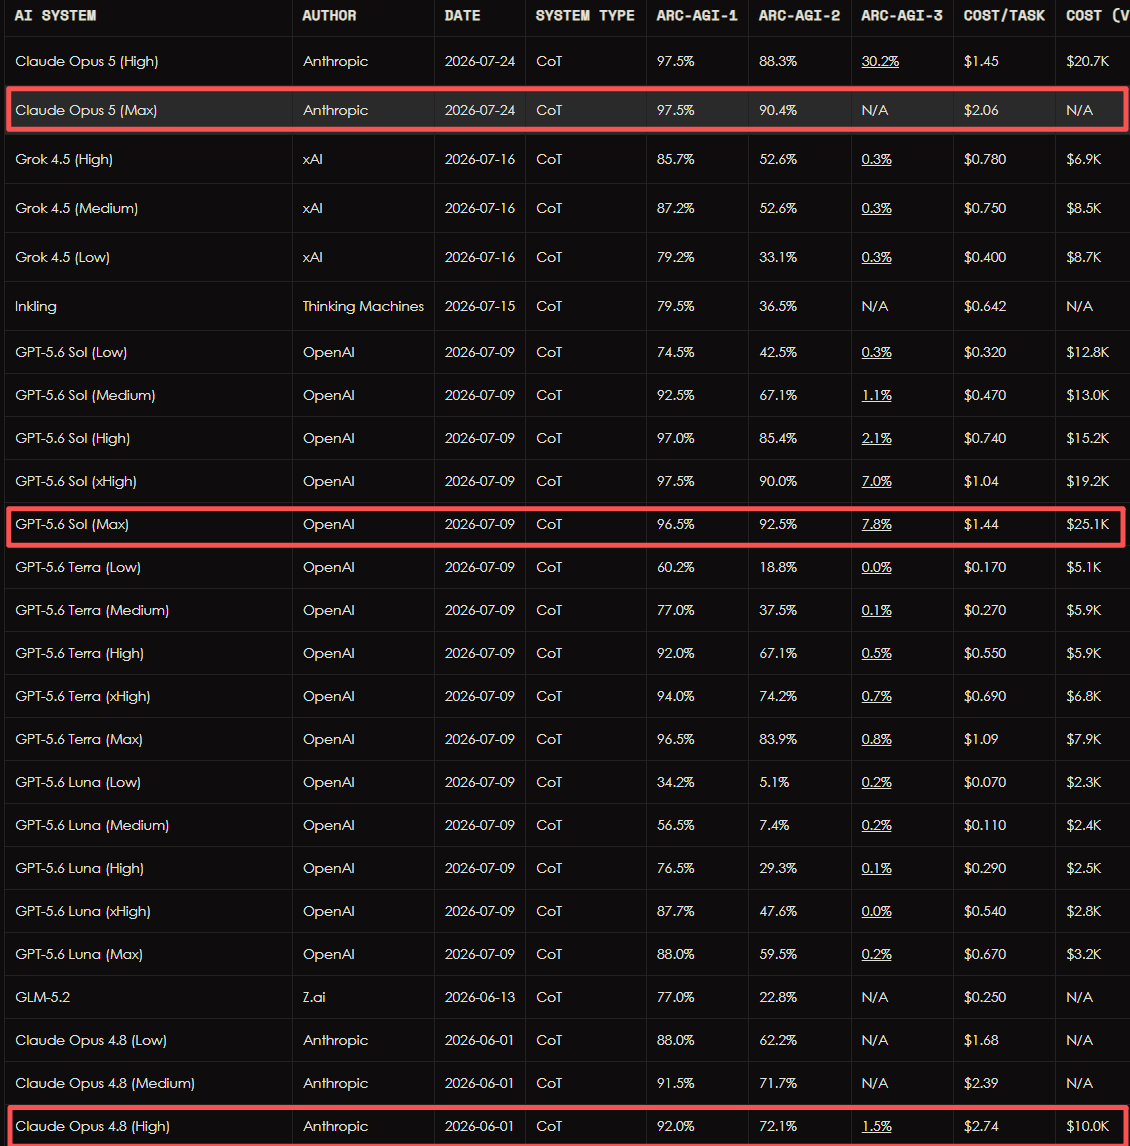 AI SYSTEM AUTHOR DATE SYSTEM TYPE ARC-AGI-1 ARC-AGI-2 ARC-AGI-3 COST/TASK COST (V
Claude Opus 5 (High) Anthropic 2026-07-24 CoT 97.5% 88.3% 30.2% $1.45 $20.7K
Claude Opus 5 (Max) Anthropic 2026-07-24 CoT 97.5% 90.4% N/A $2.06 N/A
Grok 4.5 (High) xAI 2026-07-16 CoT 85.7% 52.6% 0.3% $0.780 $6.9K
Grok 4.5 (Medium) xAI 2026-07-16 CoT 87.2% 52.6% 0.3% $0.750 $8.5K
Grok 4.5 (Low) xAI 2026-07-16 CoT 79.2% 33.1% 0.3% $0.400 $8.7K
Inkling Thinking Machines 2026-07-15 CoT 79.5% 36.5% N/A $0.642 N/A
GPT-5.6 Sol (Low) OpenAI 2026-07-09 CoT 74.5% 42.5% 0.3% $0.320 $12.8K
GPT-5.6 Sol (Medium) OpenAI 2026-07-09 CoT 92.5% 67.1% 1.1% $0.470 $13.0K
GPT-5.6 Sol (High) OpenAI 2026-07-09 CoT 97.0% 85.4% 2.1% $0.740 $15.2K
GPT-5.6 Sol (xHigh) OpenAI 2026-07-09 CoT 97.5% 90.0% 7.0% $1.04 $19.2K
GPT-5.6 Sol (Max) OpenAI 2026-07-09 CoT 96.5% 92.5% 7.8% $1.44 $25.1K
GPT-5.6 Terra (Low) OpenAI 2026-07-09 CoT 60.2% 18.8% 0.0% $0.170 $5.1K
GPT-5.6 Terra (Medium) OpenAI 2026-07-09 CoT 77.0% 37.5% 0.1% $0.270 $5.9K
GPT-5.6 Terra (High) OpenAI 2026-07-09 CoT 92.0% 67.1% 0.5% $0.550 $5.9K
GPT-5.6 Terra (xHigh) OpenAI 2026-07-09 CoT 94.0% 74.2% 0.7% $0.690 $6.8K
GPT-5.6 Terra (Max) OpenAI 2026-07-09 CoT 96.5% 83.9% 0.8% $1.09 $7.9K
GPT-5.6 Luna (Low) OpenAI 2026-07-09 CoT 34.2% 5.1% 0.2% $0.070 $2.3K
GPT-5.6 Luna (Medium) OpenAI 2026-07-09 CoT 56.5% 7.4% 0.2% $0.110 $2.4K
GPT-5.6 Luna (High) OpenAI 2026-07-09 CoT 76.5% 29.3% 0.1% $0.290 $2.5K
GPT-5.6 Luna (xHigh) OpenAI 2026-07-09 CoT 87.7% 47.6% 0.0% $0.540 $2.8K
GPT-5.6 Luna (Max) OpenAI 2026-07-09 CoT 88.0% 59.5% 0.2% $0.670 $3.2K
GLM-5.2 Z.ai 2026-06-13 CoT 77.0% 22.8% N/A $0.250 N/A
Claude Opus 4.8 (Low) Anthropic 2026-06-01 CoT 88.0% 62.2% N/A $1.68 N/A
Claude Opus 4.8 (Medium) Anthropic 2026-06-01 CoT 91.5% 71.7% N/A $2.39 N/A
Claude Opus 4.8 (High) Anthropic 2026-06-01 CoT 92.0% 72.1% 1.5% $2.74 $10.0K